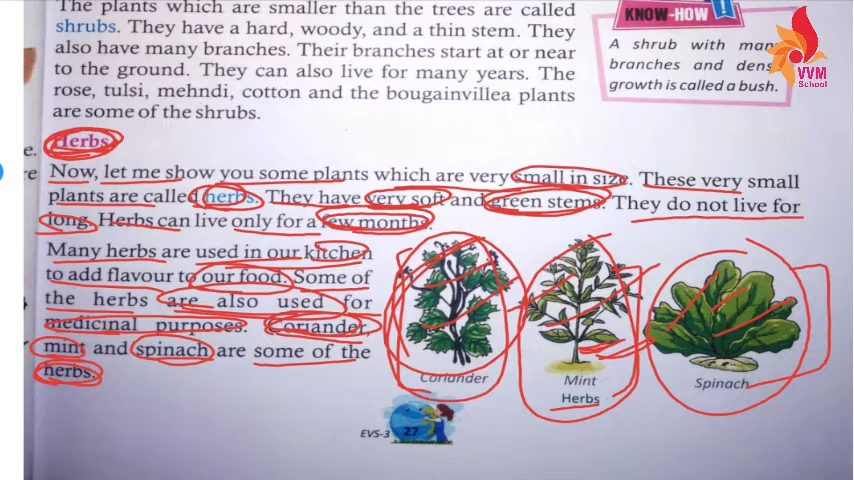 The plants which are smaller than the trees are called
shrubs. They have a hard, woody, and a thin stem. They
also have many branches. Their branches start at or near
to the ground. They can also live for many years. The
rose, tulsi, mehndi, cotton and the bougainvillea plants
are some of the shrubs.
KNOW-HOW !
A shrub with man
branches and dens
growth is called a bush.
VVM
School
e.
Herbs
re
Now, let me show you some plants which are very small in size. These very small
plants are called herbs. They have very soft and green stems. They do not live for
long. Herbs can live only for a few months.
Many herbs are used in our kitchen
to add flavour to our food. Some of
the herbs are also used for
medicinal purposes. Coriander,
mint and spinach are some of the
herbs.
Coriander
Mint
Spinach
Herbs
EVS-3 27